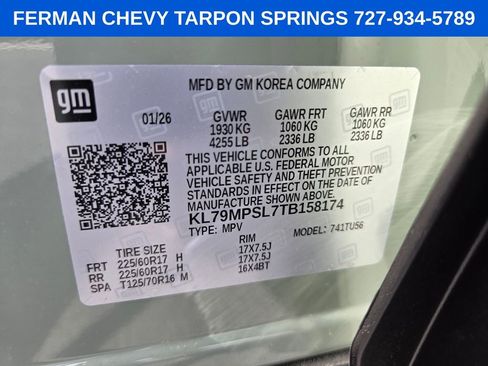 FERMAN CHEVY TARPON SPRINGS 727-934-5789
gm
MFD BY GM KOREA COMPANY
01/26 GVWR GAWR FRT GAWR RR
1930 KG 1060 KG 1060 KG
4255 LB 2336 LB 2336 LB
THIS VEHICLE CONFORMS TO ALL
APPLICABLE U.S. FEDERAL MOTOR
VEHICLE SAFETY AND THEFT
PREVENTION STANDARDS IN
EFFECT ON THE DATE OF
MANUFACTURE SHOWN ABOVE.
KL79MPSL7TB158174
TYPE: MPV MODEL: 741TU56
TIRE SIZE RIM
FRT 225/60R17 H 17X7.5J
RR 225/60R17 H 17X7.5J
SPA T125/70R16 M 16X4BT